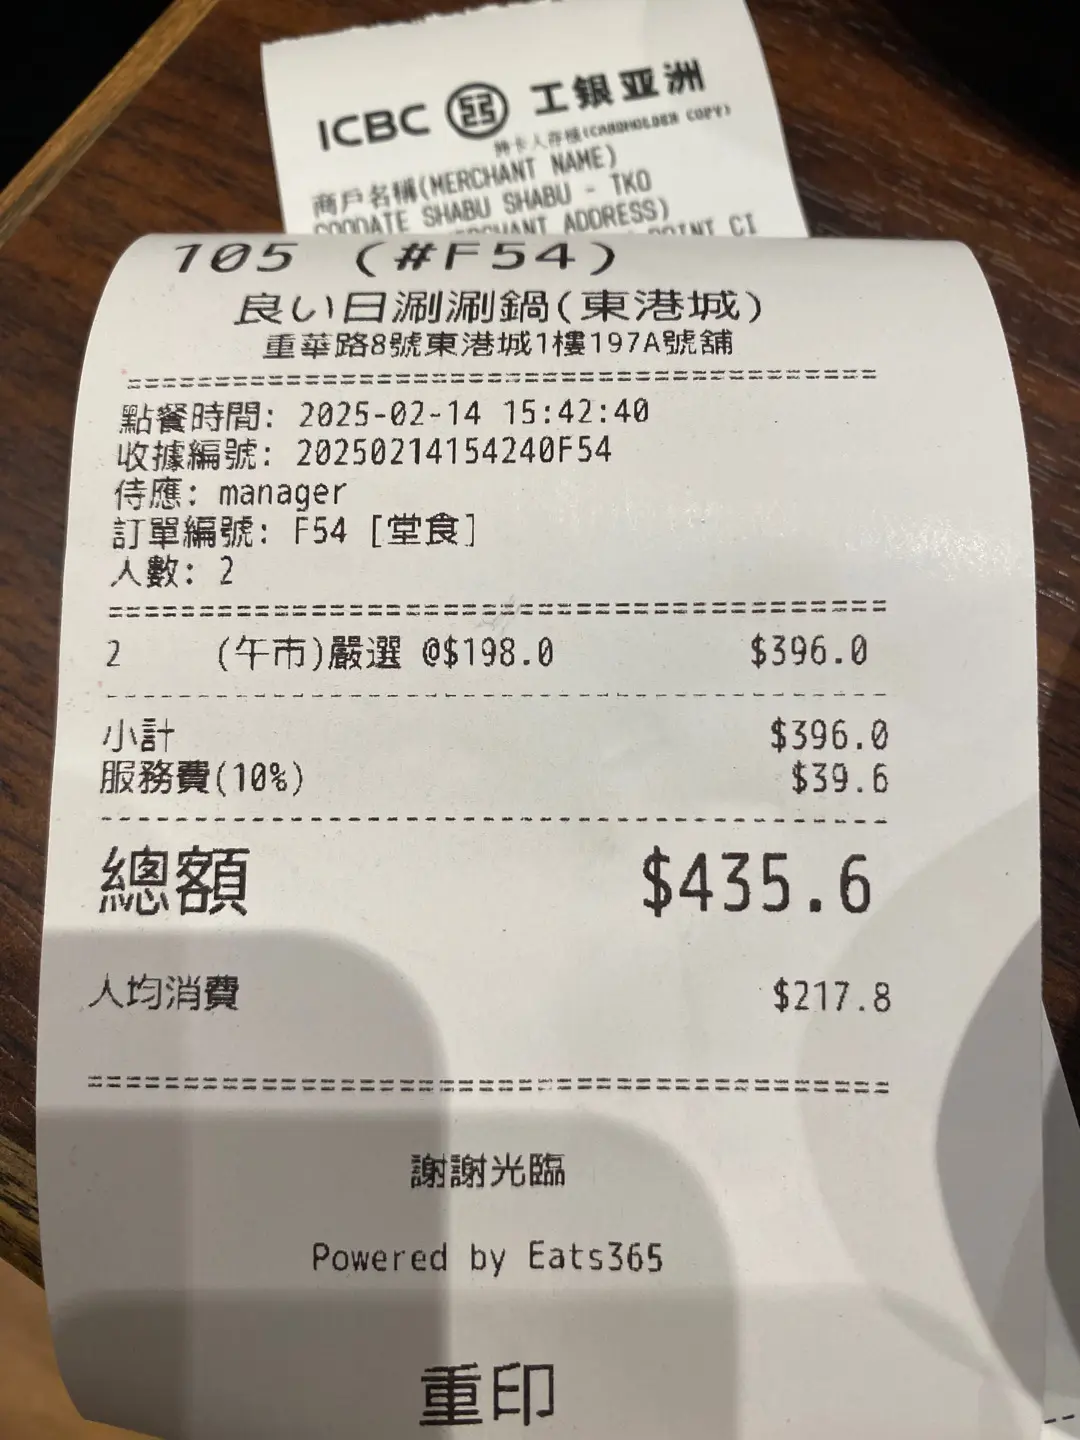 ICBC 工银亚洲
持卡人存根(CARDHOLDER COPY)
商戶名稱(MERCHANT NAME)
GOODATE SHABU SHABU - TKO
ADDRESS)
POINT CI
105 (#F54)
良い日涮涮鍋(東港城)
重華路8號東港城1樓197A號舖
點餐時間: 2025-02-14 15:42:40
收據編號: 20250214154240F54
侍應: manager
訂單編號: F54 [堂食]
人數: 2
2 (午市)嚴選 @$198.0 $396.0
小計 $396.0
服務費(10%) $39.6
總額 $435.6
人均消費 $217.8
謝謝光臨
Powered by Eats365
重印